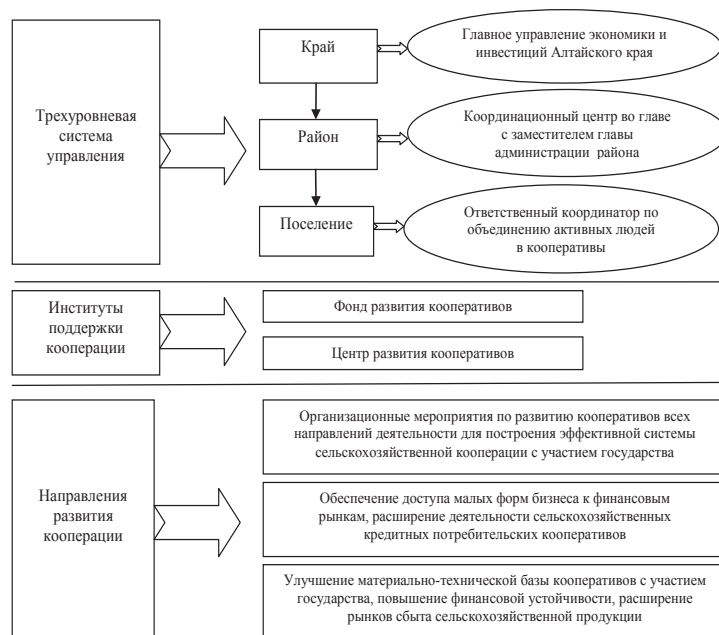 Трехуровневая
система
управления
Край
Главное управление экономики и
инвестиций Алтайского края
Район
Координационный центр во главе
с заместителем главы
администрации района
Поселение
Ответственный координатор по
объединению активных людей
в кооперативы
Институты
поддержки
кооперации
Фонд развития кооперативов
Центр развития кооперативов
Направления
развития
кооперации
Организационные мероприятия по развитию кооперативов всех
направлений деятельности для построения эффективной системы
сельскохозяйственной кооперации с участием государства
Обеспечение доступа малых форм бизнеса к финансовым
рынкам, расширение деятельности сельскохозяйственных
кредитных потребительских кооперативов
Улучшение материально-технической базы кооперативов с участием
государства, повышение финансовой устойчивости, расширение
рынков сбыта сельскохозяйственной продукции